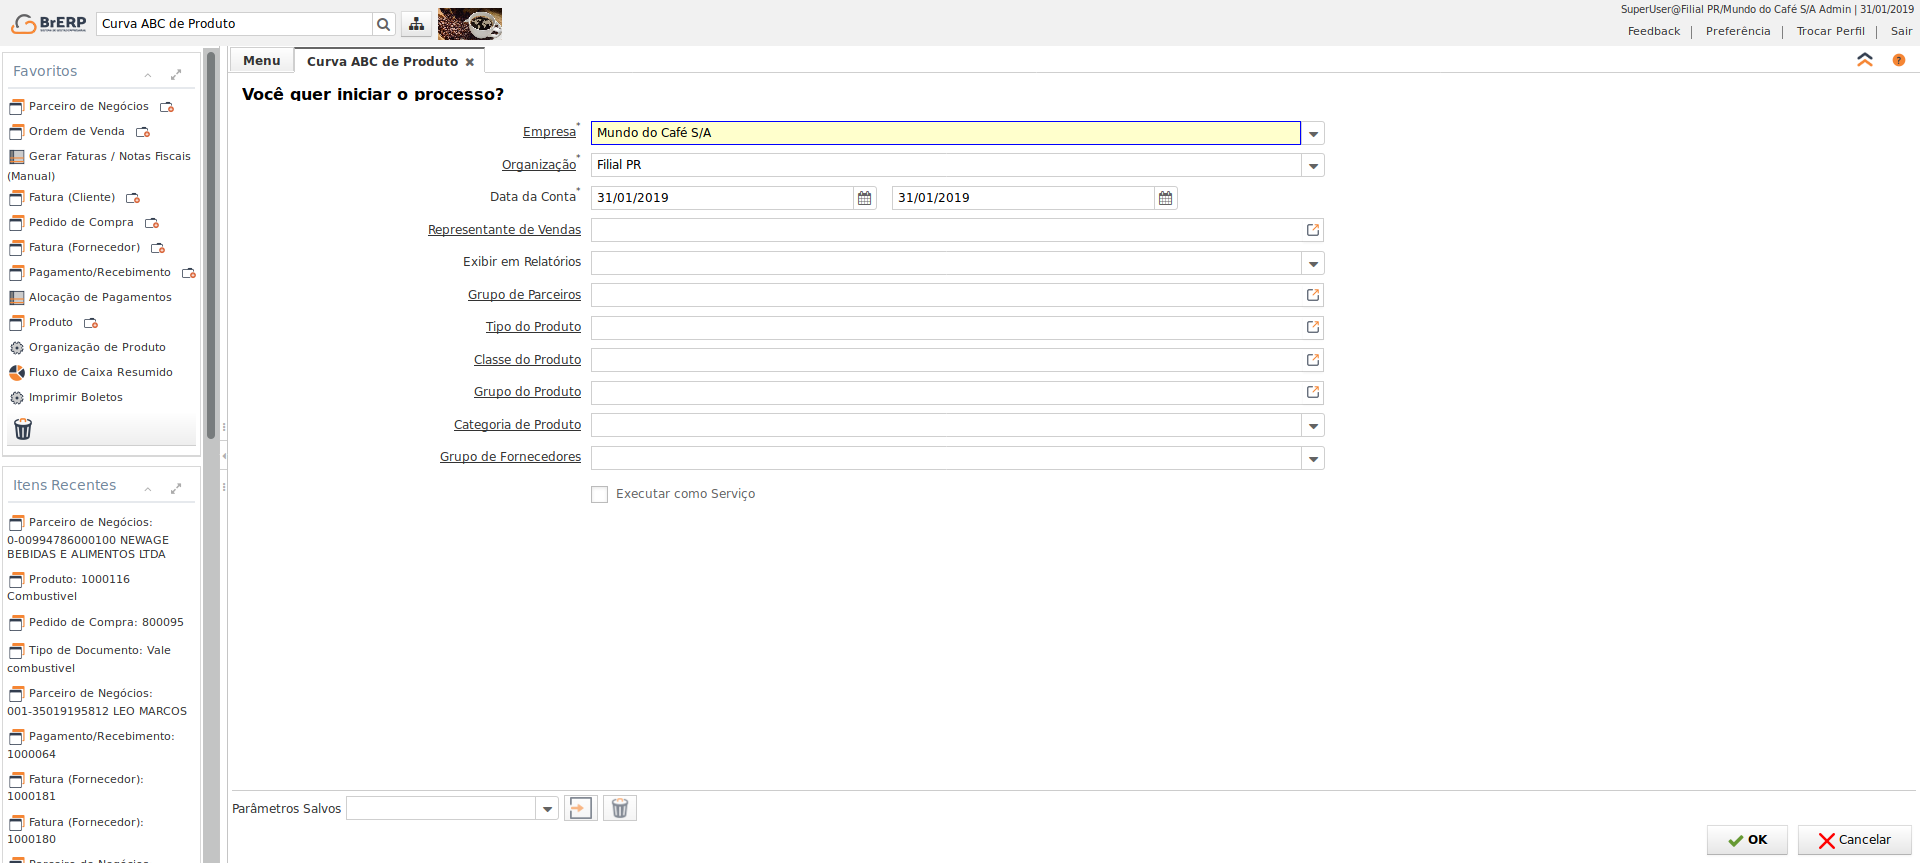 BrERP
Curva ABC de Produto
SuperUser@Filial PR/Mundo do Café S/A Admin | 31/01/2019
Feedback | Preferência | Trocar Perfil | Sair
Favoritos
Parceiro de Negócios
Ordem de Venda
Gerar Faturas / Notas Fiscais
(Manual)
Fatura (Cliente)
Pedido de Compra
Fatura (Fornecedor)
Pagamento/Recebimento
Alocação de Pagamentos
Produto
Organização de Produto
Fluxo de Caixa Resumido
Imprimir Boletos
Itens Recentes
Parceiro de Negócios:
0-00994786000100 NEWAGE
BEBIDAS E ALIMENTOS LTDA
Produto: 1000116
Combustivel
Pedido de Compra: 800095
Tipo de Documento: Vale
combustivel
Parceiro de Negócios:
001-35019195812 LEO MARCOS
Pagamento/Recebimento:
1000064
Fatura (Fornecedor):
1000181
Fatura (Fornecedor):
1000180
Parceiro de Negócios
Menu
Curva ABC de Produto
?
Você quer iniciar o processo?
Empresa* Mundo do Café S/A
Organização* Filial PR
Data da Conta* 31/01/2019 31/01/2019
Representante de Vendas
Exibir em Relatórios
Grupo de Parceiros
Tipo do Produto
Classe do Produto
Grupo do Produto
Categoria de Produto
Grupo de Fornecedores
Executar como Serviço
Parâmetros Salvos
OK
Cancelar